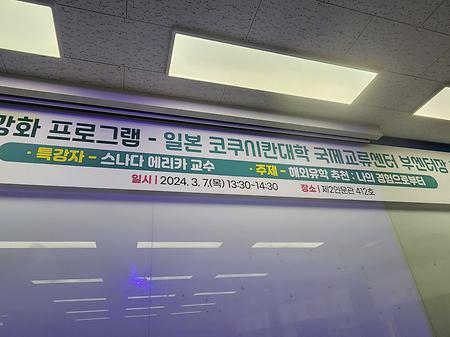 강화 프로그램 - 일본 코쿠시칸대학 국제교류센터 부센터장
· 특강자 - 스나다 에리카 교수 · 주제 - 해외유학 추천 : 나의 경험으로부터
일시 | 2024. 3. 7.(목) 13:30~14:30 장소 | 제2인문관 412호